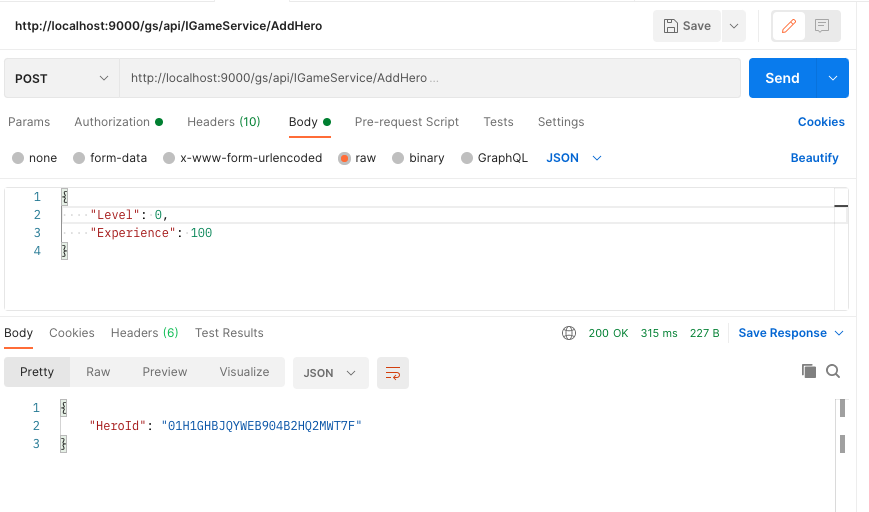 http://localhost:9000/gs/api/IGameService/AddHero
Save
POST
http://localhost:9000/gs/api/IGameService/AddHero ...
Send
Params Authorization Headers (10) Body Pre-request Script Tests Settings Cookies
none form-data x-www-form-urlencoded raw binary GraphQL JSON Beautify
1 {
2 "Level": 0,
3 "Experience": 100
4 }
Body Cookies Headers (6) Test Results 200 OK 315 ms 227 B Save Response
Pretty Raw Preview Visualize JSON
1 {
2 "HeroId": "01H1GHBJQYWEB904B2HQ2MWT7F"
3 }